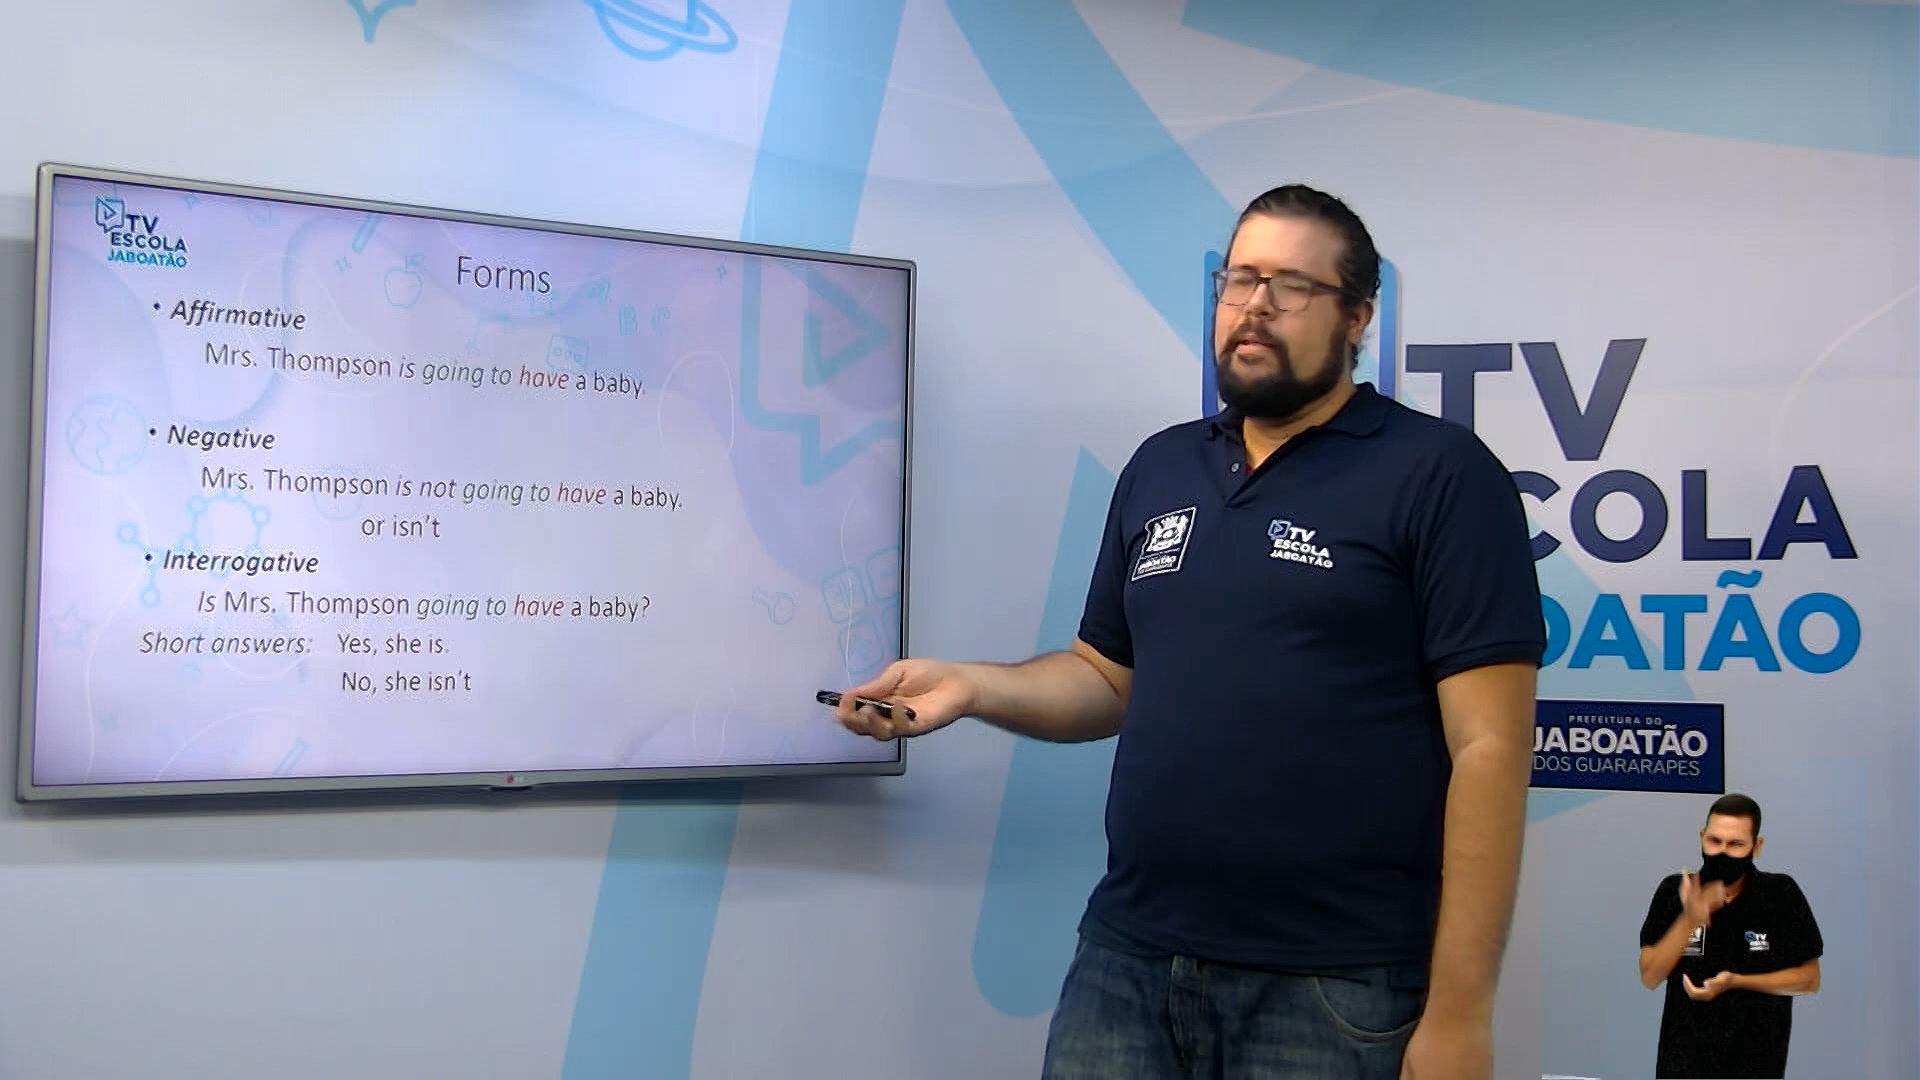 TV
ESCOLA
JABOATÃO
Forms
• Affirmative
Mrs. Thompson is going to have a baby.
• Negative
Mrs. Thompson is not going to have a baby.
or isn't
• Interrogative
Is Mrs. Thompson going to have a baby?
Short answers: Yes, she is.
No, she isn't
LG
JABOATÃO
TV
ESCOLA
JABOATÃO
TV
COLA
OATÃO
PREFEITURA DO
JABOATÃO
DOS GUARARAPES
TV